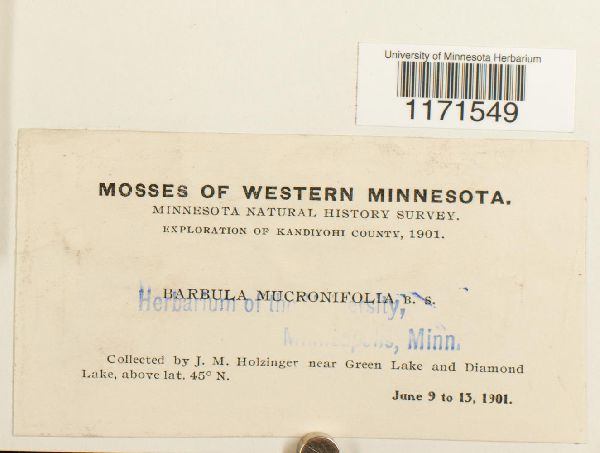 University of Minnesota Herbarium
1171549
MOSSES OF WESTERN MINNESOTA.
MINNESOTA NATURAL HISTORY SURVEY.
EXPLORATION OF KANDIYOHI COUNTY, 1901.
BARBULA MUCRONIFOLIA B. S.
Herbarium of the
Minneapolis, Minn.
Collected by J. M. Holzinger near Green Lake and Diamond
Lake, above lat. 45° N.
June 9 to 13, 1901.